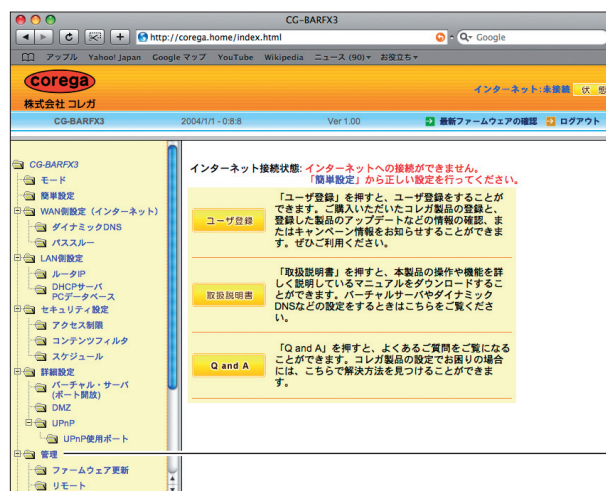 CG-BARFX3
http://corega.home/index.html
Google
アップル Yahoo! Japan Google マップ YouTube Wikipedia ニュース (90) お役立ち
corega
株式会社 コレガ
インターネット:未接続 状 態
CG-BARFX3 2004/1/1 - 0:8:8 Ver 1.00 最新ファームウェアの確認 ログアウト
CG-BARFX3
モード
簡単設定
WAN側設定（インターネット）
ダイナミックDNS
パススルー
LAN側設定
ルータIP
DHCPサーバ
PCデータベース
セキュリティ設定
アクセス制限
コンテンツフィルタ
スケジュール
詳細設定
バーチャル・サーバ
(ポート開放)
DMZ
UPnP
UPnP使用ポート
管理
ファームウェア更新
リモート
インターネット接続状態: インターネットへの接続ができません。
「簡単設定」から正しい設定を行ってください。
ユーザ登録
「ユーザ登録」を押すと、ユーザ登録をすることが
できます。ご購入いただいたコレガ製品の登録と、
登録した製品のアップデートなどの情報の確認、ま
たはキャンペーン情報をお知らせすることができま
す。ぜひご利用ください。
取扱説明書
「取扱説明書」を押すと、本製品の操作や機能を詳
しく説明しているマニュアルをダウンロードするこ
とができます。バーチャルサーバやダイナミック
DNSなどの設定をするときはこちらをご覧くださ
い。
Q and A
「Q and A」を押すと、よくあるご質問をご覧になる
ことができます。コレガ製品の設定でお困りの場合
には、こちらで解決方法を見つけることができま
す。